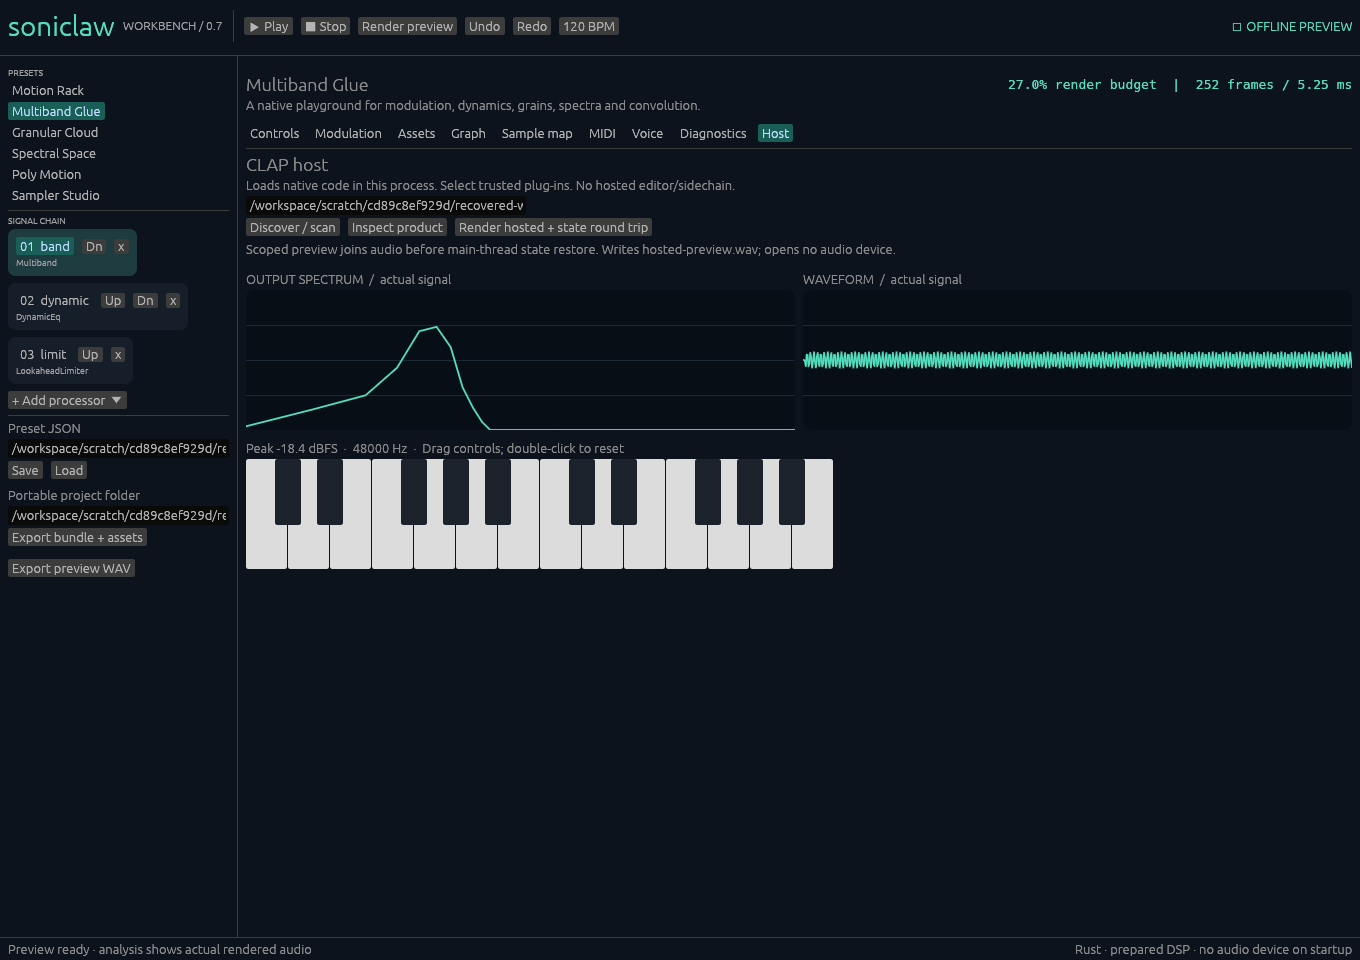 soniclaw WORKBENCH / 0.7 ▶ Play ■ Stop Render preview Undo Redo 120 BPM □ OFFLINE PREVIEW
PRESETS
Motion Rack
Multiband Glue
Granular Cloud
Spectral Space
Poly Motion
Sampler Studio
SIGNAL CHAIN
01 band Dn x
Multiband
02 dynamic Up Dn x
DynamicEq
03 limit Up x
LookaheadLimiter
+ Add processor ▼
Preset JSON
/workspace/scratch/cd89c8ef929d/re
Save Load
Portable project folder
/workspace/scratch/cd89c8ef929d/re
Export bundle + assets
Export preview WAV
Multiband Glue 27.0% render budget | 252 frames / 5.25 ms
A native playground for modulation, dynamics, grains, spectra and convolution.
Controls Modulation Assets Graph Sample map MIDI Voice Diagnostics Host
CLAP host
Loads native code in this process. Select trusted plug-ins. No hosted editor/sidechain.
/workspace/scratch/cd89c8ef929d/recovered-v
Discover / scan Inspect product Render hosted + state round trip
Scoped preview joins audio before main-thread state restore. Writes hosted-preview.wav; opens no audio device.
OUTPUT SPECTRUM / actual signal WAVEFORM / actual signal
Peak -18.4 dBFS · 48000 Hz · Drag controls; double-click to reset
Preview ready · analysis shows actual rendered audio Rust · prepared DSP · no audio device on startup